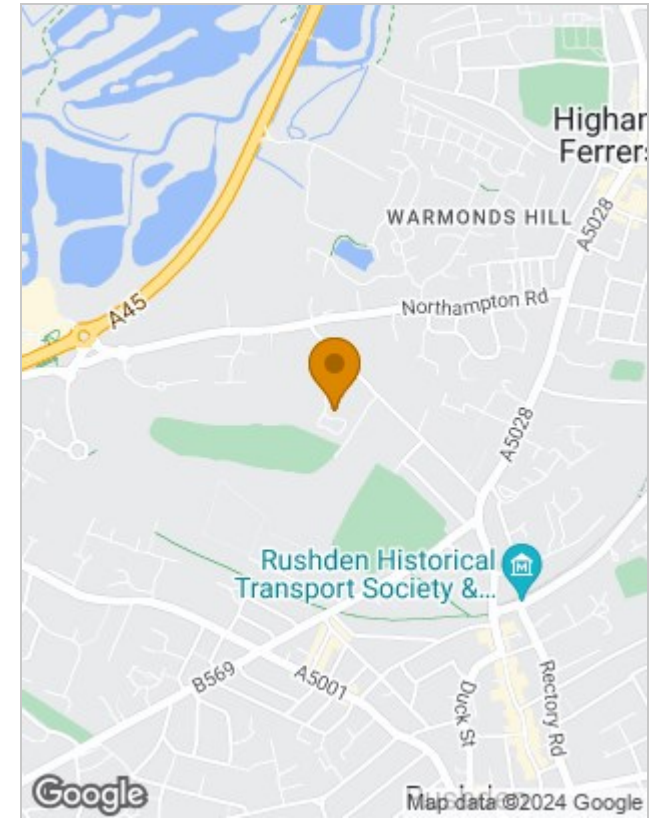 Higham
Ferrers
WARMONDS HILL
A5028
Northampton Rd
A45
A5028
Rushden Historical
Transport Society &...
B569
A5001
Duck St
Rectory Rd
Rushden
Google
Map data ©2024 Google